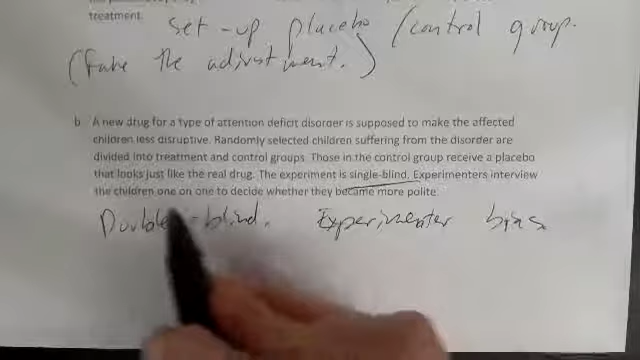 treatment.
set-up placebo / control group.
(Fake the adjustment.)
b A new drug for a type of attention deficit disorder is supposed to make the affected
children less disruptive. Randomly selected children suffering from the disorder are
divided into treatment and control groups. Those in the control group receive a placebo
that looks just like the real drug. The experiment is single-blind. Experimenters interview
the children one on one to decide whether they became more polite.
Double-blind. Experimenter bias